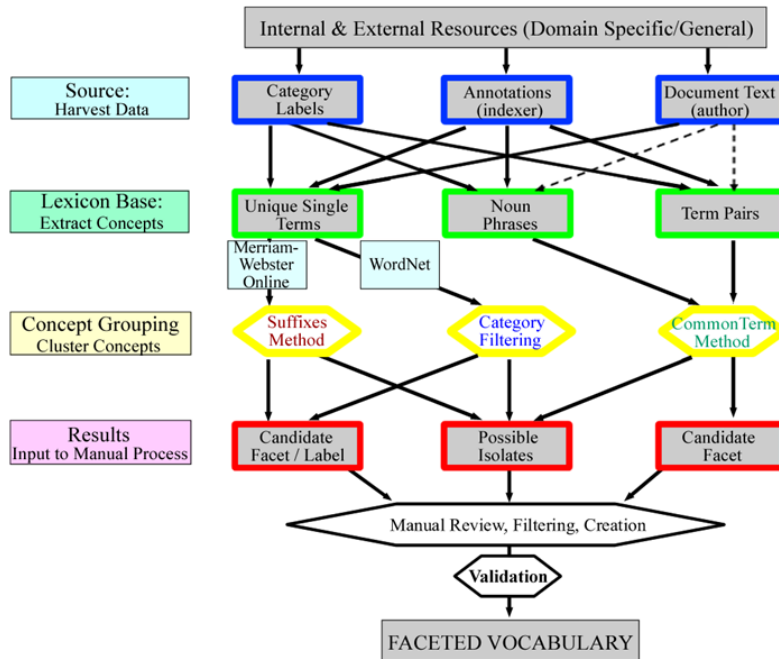 Internal & External Resources (Domain Specific/General)
Source:
Harvest Data
Category
Labels
Annotations
(indexer)
Document Text
(author)
Lexicon Base:
Extract Concepts
Unique Single
Terms
Noun
Phrases
Term Pairs
Merriam-
Webster
Online
WordNet
Concept Grouping
Cluster Concepts
Suffixes
Method
Category
Filtering
CommonTerm
Method
Results
Input to Manual Process
Candidate
Facet / Label
Possible
Isolates
Candidate
Facet
Manual Review, Filtering, Creation
Validation
FACETED VOCABULARY